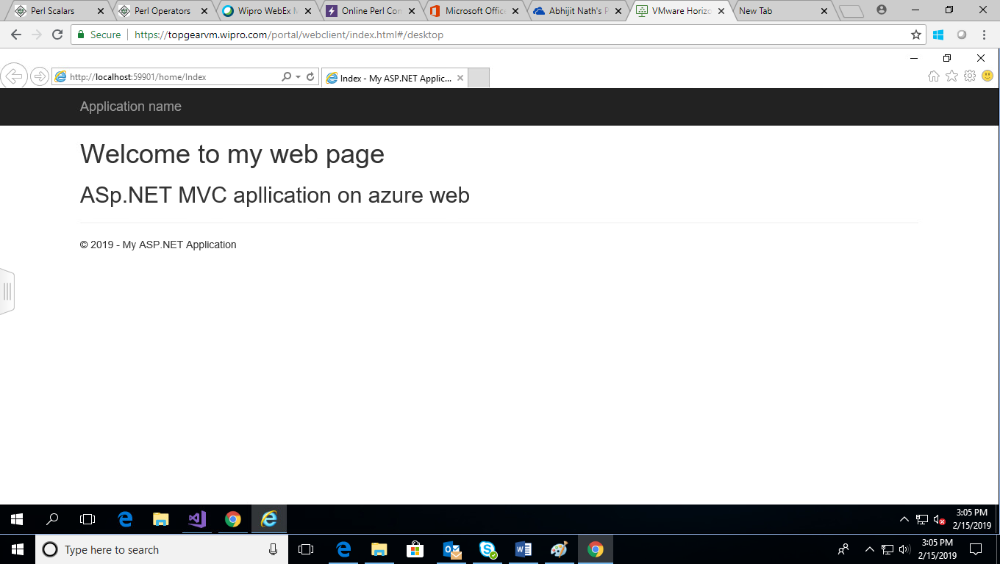 Perl Scalars
Perl Operators
Wipro WebEx M
Online Perl Con
Microsoft Offic
Abhijit Nath's
VMware Horizo
New Tab
Secure
https://topgearvm.wipro.com/portal/webclient/index.html#/desktop
http://localhost:59901/home/Index
Index - My ASP.NET Applic...
Application name
Welcome to my web page
ASp.NET MVC apllication on azure web
© 2019 - My ASP.NET Application
3:05 PM
2/15/2019
Type here to search
3:05 PM
2/15/2019